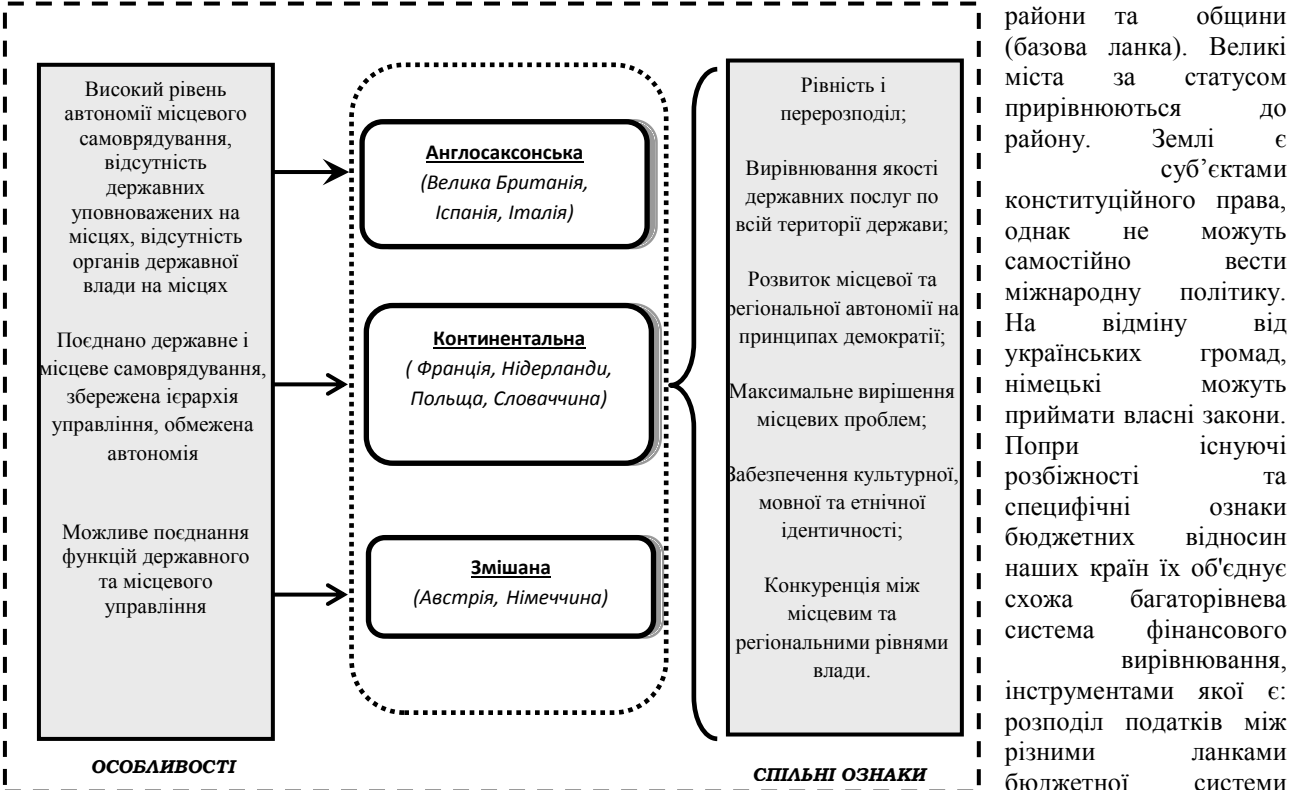 Високий рівень
автономії місцевого
самоврядування,
відсутність
державних
уповноважених на
місцях, відсутність
органів державної
влади на місцях
Поєднано державне і
місцеве самоврядування,
збережена ієрархія
управління, обмежена
автономія
Можливе поєднання
функцій державного
та місцевого
управління
ОСОБЛИВОСТІ
Англосаксонська
(Велика Британія,
Іспанія, Італія)
Континентальна
( Франція, Нідерланди,
Польща, Словаччина)
Змішана
(Австрія, Німеччина)
Рівність і
перерозподіл;
Вирівнювання якості
державних послуг по
всій території держави;
Розвиток місцевої та
регіональної автономії на
принципах демократії;
Максимальне вирішення
місцевих проблем;
Забезпечення культурної,
мовної та етнічної
ідентичності;
Конкуренція між
місцевим та
регіональними рівнями
влади.
СПІЛЬНІ ОЗНАКИ
райони та общини
(базова ланка). Великі
міста за статусом
прирівнюються до
району. Землі є
суб’єктами
конституційного права,
однак не можуть
самостійно вести
міжнародну політику.
На відміну від
українських громад,
німецькі можуть
приймати власні закони.
Попри існуючі
розбіжності та
специфічні ознаки
бюджетних відносин
наших країн їх об'єднує
схожа багаторівнева
система фінансового
вирівнювання,
інструментами якої є:
розподіл податків між
різними ланками
бюджетної системи